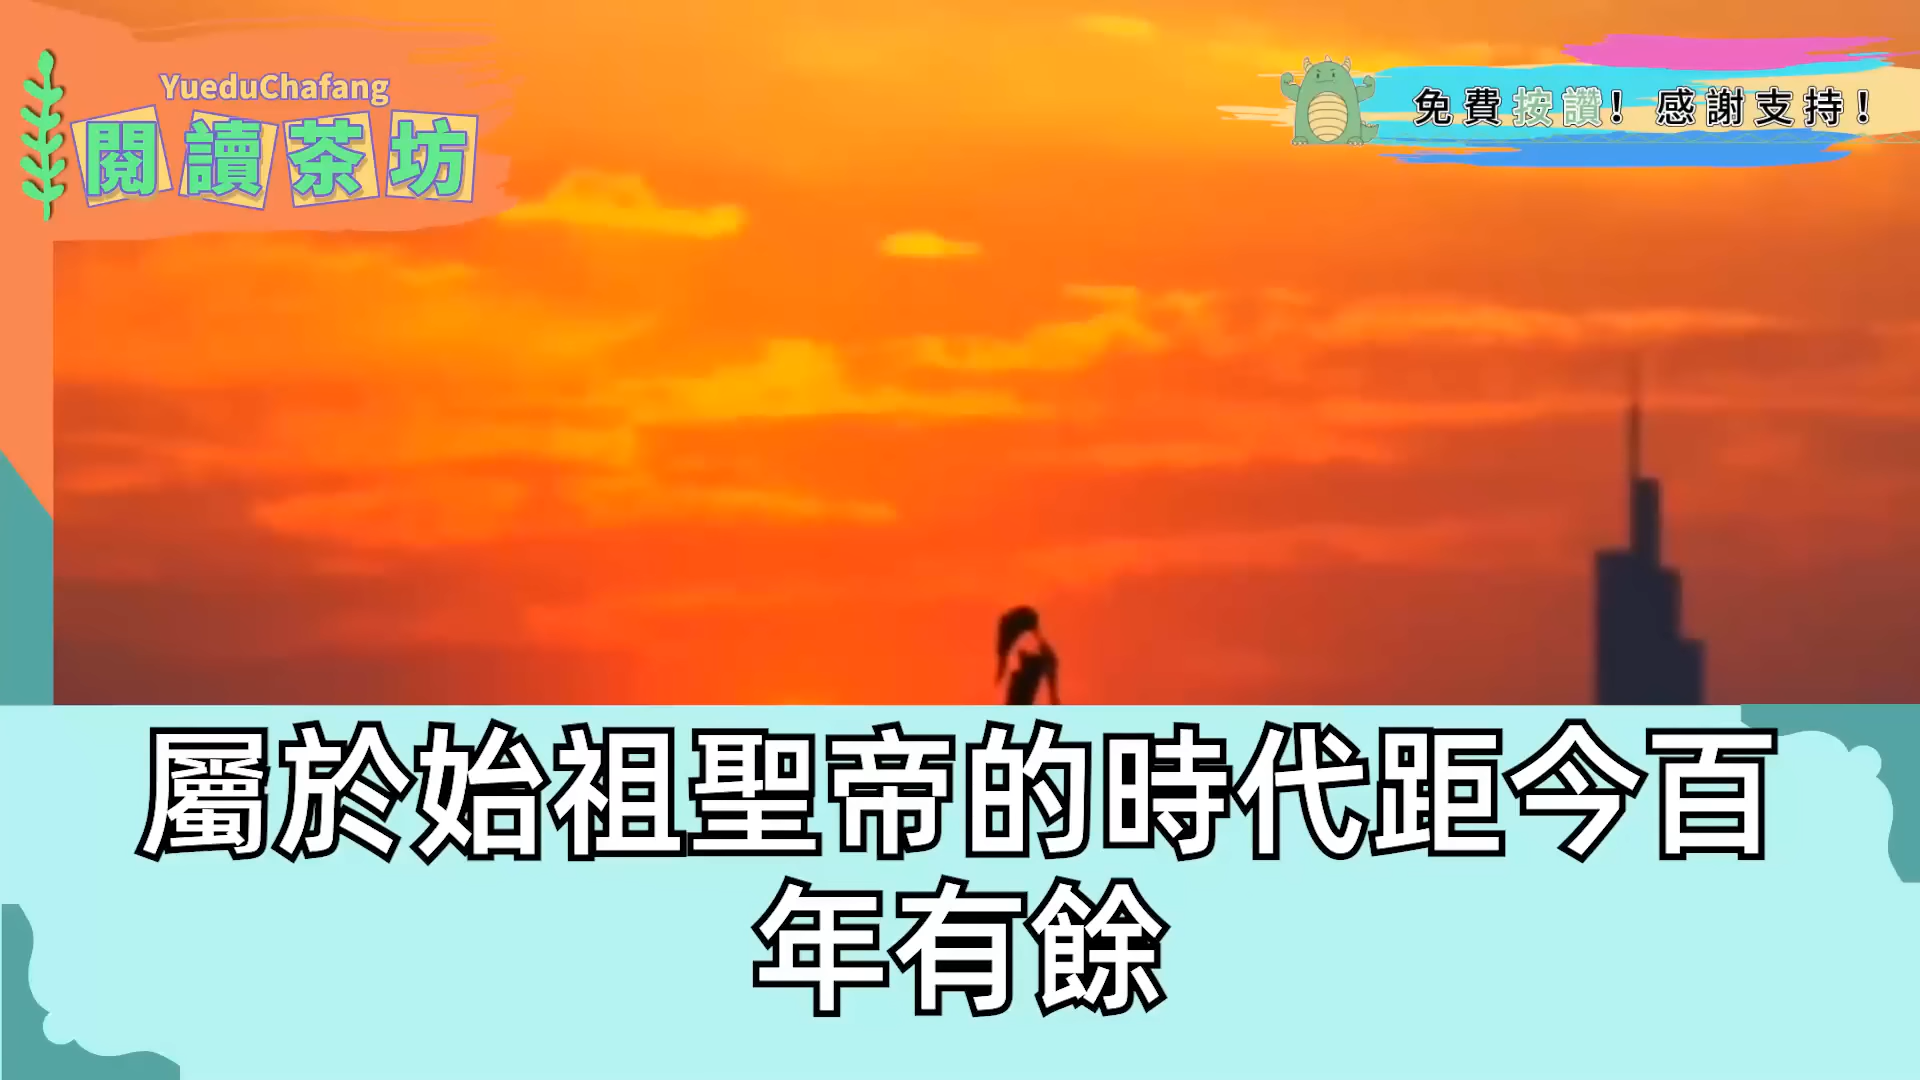 YueduChafang
閱讀茶坊
免費按讚！感謝支持！
屬於始祖聖帝的時代距今百
年有餘